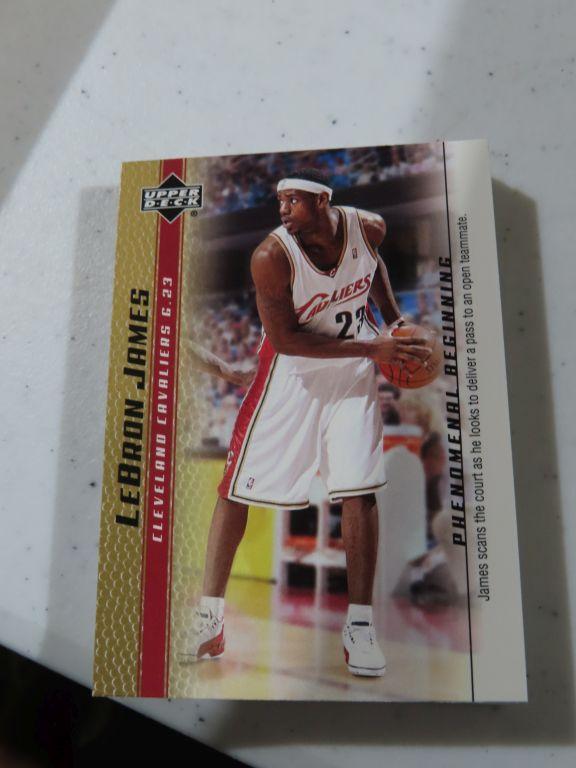 UPPER
D·E·C·K
®
LEBRON JAMES
CLEVELAND CAVALIERS G.23
CAVALIERS
23
PHENOMENAL BEGINNING
James scans the court as he looks to deliver a pass to an open teammate.